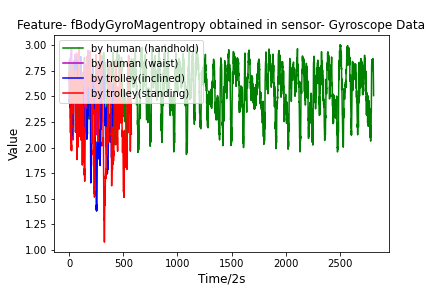 Feature- fBodyGyroMagentropy obtained in sensor- Gyroscope Data
3.00
2.75
2.50
2.25
2.00
1.75
1.50
1.25
1.00
Value
by human (handhold)
by human (waist)
by trolley(inclined)
by trolley(standing)
0
500
1000
1500
2000
2500
Time/2s